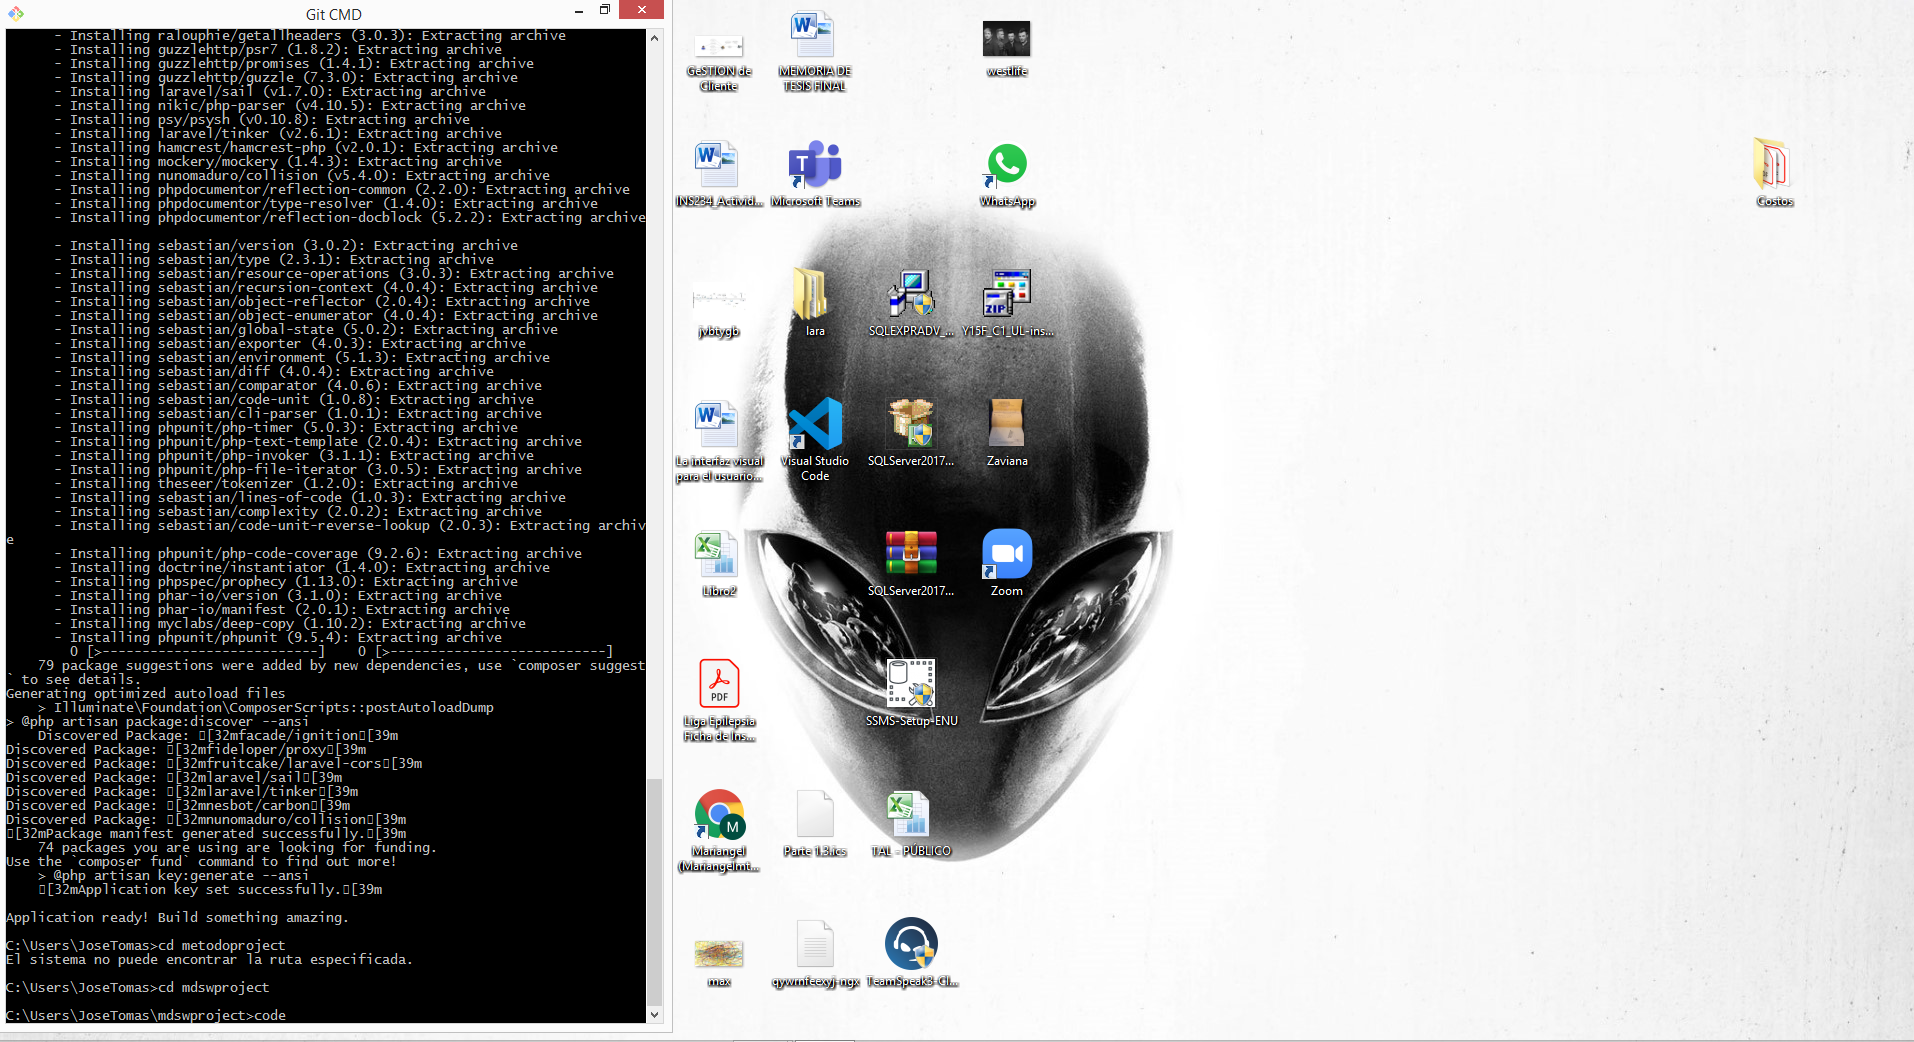 Git CMD
- Installing ralouphie/getallheaders (3.0.3): Extracting archive
- Installing guzzlehttp/psr7 (1.8.2): Extracting archive
- Installing guzzlehttp/promises (1.4.1): Extracting archive
- Installing guzzlehttp/guzzle (7.3.0): Extracting archive
- Installing laravel/sail (v1.7.0): Extracting archive
- Installing nikic/php-parser (v4.10.5): Extracting archive
- Installing psy/psysh (v0.10.8): Extracting archive
- Installing laravel/tinker (v2.6.1): Extracting archive
- Installing hamcrest/hamcrest-php (v2.0.1): Extracting archive
- Installing mockery/mockery (1.4.3): Extracting archive
- Installing nunomaduro/collision (v5.4.0): Extracting archive
- Installing phpdocumentor/reflection-common (2.2.0): Extracting archive
- Installing phpdocumentor/type-resolver (1.4.0): Extracting archive
- Installing phpdocumentor/reflection-docblock (5.2.2): Extracting archive
- Installing sebastian/version (3.0.2): Extracting archive
- Installing sebastian/type (2.3.1): Extracting archive
- Installing sebastian/resource-operations (3.0.3): Extracting archive
- Installing sebastian/recursion-context (4.0.4): Extracting archive
- Installing sebastian/object-reflector (2.0.4): Extracting archive
- Installing sebastian/object-enumerator (4.0.4): Extracting archive
- Installing sebastian/global-state (5.0.2): Extracting archive
- Installing sebastian/exporter (4.0.3): Extracting archive
- Installing sebastian/environment (5.1.3): Extracting archive
- Installing sebastian/diff (4.0.4): Extracting archive
- Installing sebastian/comparator (4.0.6): Extracting archive
- Installing sebastian/code-unit (1.0.8): Extracting archive
- Installing sebastian/cli-parser (1.0.1): Extracting archive
- Installing phpunit/php-timer (5.0.3): Extracting archive
- Installing phpunit/php-text-template (2.0.4): Extracting archive
- Installing phpunit/php-invoker (3.1.1): Extracting archive
- Installing phpunit/php-file-iterator (3.0.5): Extracting archive
- Installing theseer/tokenizer (1.2.0): Extracting archive
- Installing sebastian/lines-of-code (1.0.3): Extracting archive
- Installing sebastian/complexity (2.0.2): Extracting archive
- Installing sebastian/code-unit-reverse-lookup (2.0.3): Extracting archiv
e
- Installing phpunit/php-code-coverage (9.2.6): Extracting archive
- Installing doctrine/instantiator (1.4.0): Extracting archive
- Installing phpspec/prophecy (1.13.0): Extracting archive
- Installing phar-io/version (3.1.0): Extracting archive
- Installing phar-io/manifest (2.0.1): Extracting archive
- Installing myclabs/deep-copy (1.10.2): Extracting archive
- Installing phpunit/phpunit (9.5.4): Extracting archive
0 [>---------------------------]    0 [>---------------------------]
79 package suggestions were added by new dependencies, use `composer suggest
` to see details.
Generating optimized autoload files
> Illuminate\Foundation\ComposerScripts::postAutoloadDump
> @php artisan package:discover --ansi
Discovered Package: [32mfacade/ignition[39m
Discovered Package: [32mfideloper/proxy[39m
Discovered Package: [32mfruitcake/laravel-cors[39m
Discovered Package: [32mlaravel/sail[39m
Discovered Package: [32mlaravel/tinker[39m
Discovered Package: [32mnesbot/carbon[39m
Discovered Package: [32mnunomaduro/collision[39m
[32mPackage manifest generated successfully.[39m
74 packages you are using are looking for funding.
Use the `composer fund` command to find out more!
> @php artisan key:generate --ansi
[32mApplication key set successfully.[39m
Application ready! Build something amazing.
C:\Users\JoseTomas>cd metodoproject
El sistema no puede encontrar la ruta especificada.
C:\Users\JoseTomas>cd mdswproject
C:\Users\JoseTomas\mdswproject>code
GeSTION de
Cliente
MEMORIA DE
TESIS FINAL
westlife
INS234_Activid...
Microsoft Teams
WhatsApp
Costos
jvbtygb
lara
SQLEXPRADV_...
Y15F_C1_UL-ins...
ZIP
La interfaz visual
para el usuario...
Visual Studio
Code
SQLServer2017...
Zaviana
Libro2
SQLServer2017...
Zoom
PDF
Liga Epilepsia
Ficha de Ins...
SSMS-Setup-ENU
M
Mariangel
(Mariangelmt...
Parte 1.3.ics
TAL - PÚBLICO
max
qywmfeexyj-ngx
TeamSpeak3-Cl...